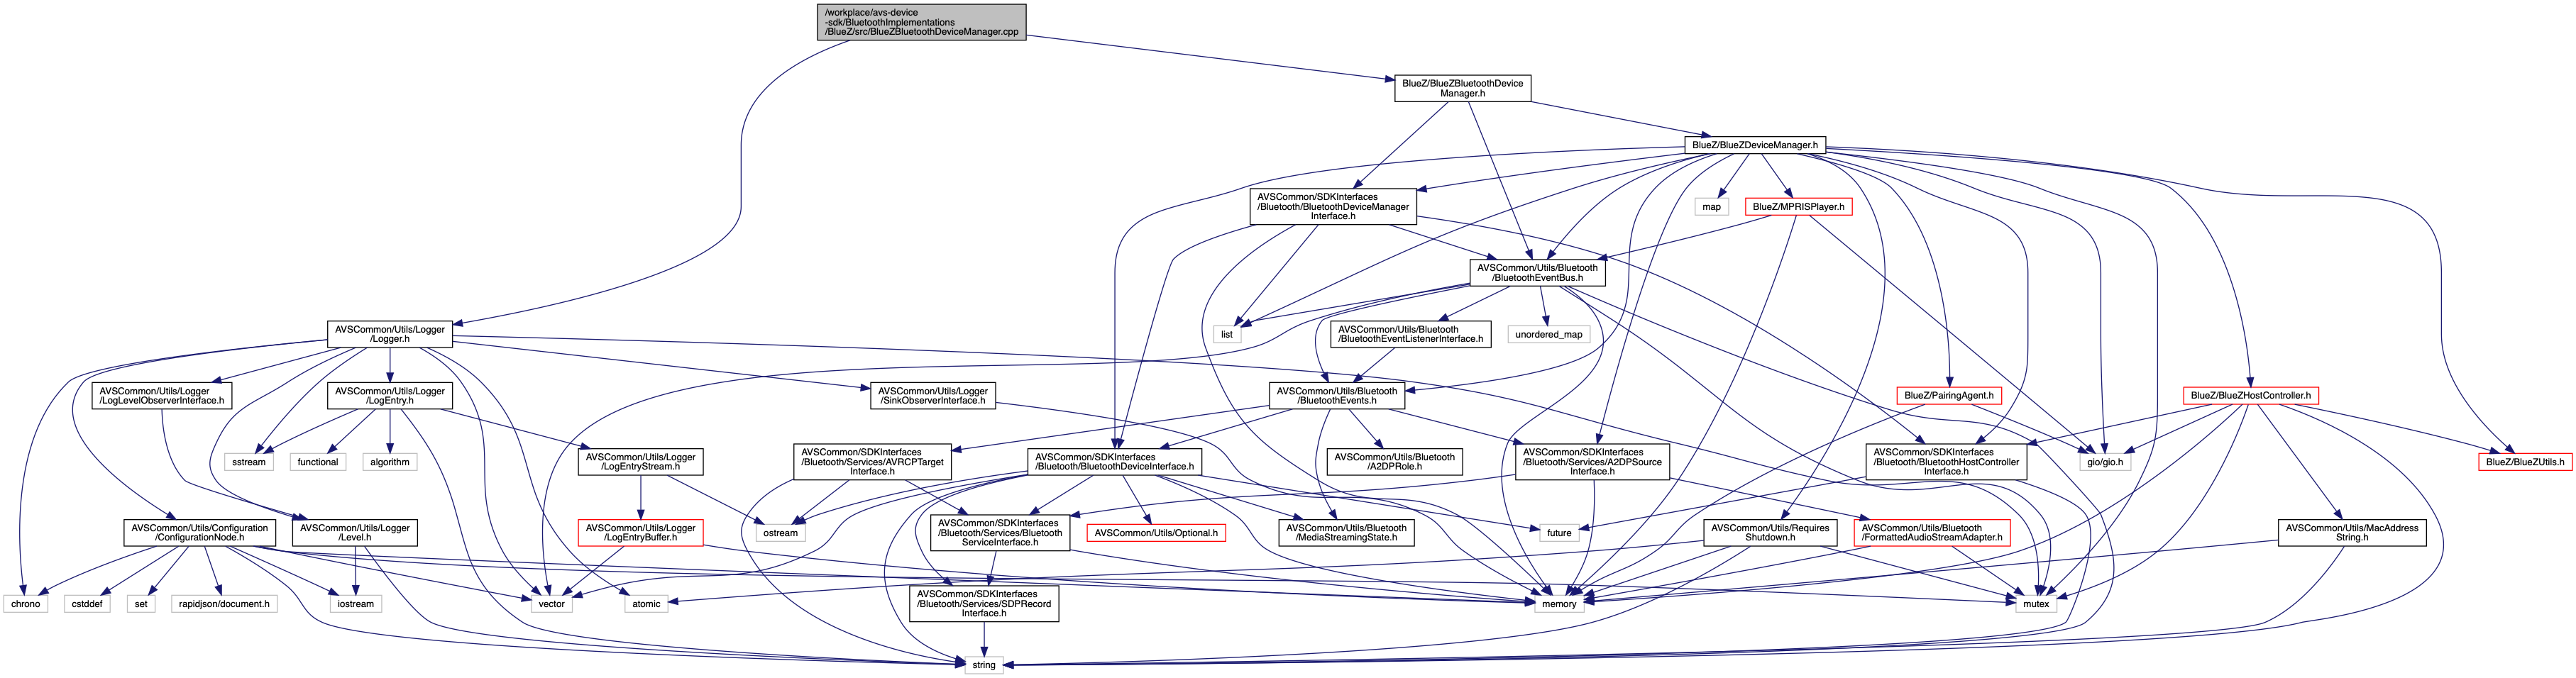 /workplace/avs-device
-sdk/BluetoothImplementations
/BlueZ/src/BlueZBluetoothDeviceManager.cpp
BlueZ/BlueZBluetoothDevice
Manager.h
BlueZ/BlueZDeviceManager.h
AVSCommon/SDKInterfaces
/Bluetooth/BluetoothDeviceManager
Interface.h
map
BlueZ/MPRISPlayer.h
AVSCommon/Utils/Bluetooth
/BluetoothEventBus.h
AVSCommon/Utils/Logger
/Logger.h
list
AVSCommon/Utils/Bluetooth
/BluetoothEventListenerInterface.h
unordered_map
AVSCommon/Utils/Logger
/LogLevelObserverInterface.h
AVSCommon/Utils/Logger
/LogEntry.h
AVSCommon/Utils/Logger
/SinkObserverInterface.h
AVSCommon/Utils/Bluetooth
/BluetoothEvents.h
BlueZ/PairingAgent.h
BlueZ/BlueZHostController.h
sstream
functional
algorithm
AVSCommon/Utils/Logger
/LogEntryStream.h
AVSCommon/SDKInterfaces
/Bluetooth/Services/AVRCPTarget
Interface.h
AVSCommon/SDKInterfaces
/Bluetooth/BluetoothDeviceInterface.h
AVSCommon/Utils/Bluetooth
/A2DPRole.h
AVSCommon/SDKInterfaces
/Bluetooth/Services/A2DPSource
Interface.h
AVSCommon/SDKInterfaces
/Bluetooth/BluetoothHostController
Interface.h
gio/gio.h
BlueZ/BlueZUtils.h
AVSCommon/Utils/Configuration
/ConfigurationNode.h
AVSCommon/Utils/Logger
/Level.h
AVSCommon/Utils/Logger
/LogEntryBuffer.h
ostream
AVSCommon/SDKInterfaces
/Bluetooth/Services/Bluetooth
ServiceInterface.h
AVSCommon/Utils/Optional.h
AVSCommon/Utils/Bluetooth
/MediaStreamingState.h
future
AVSCommon/Utils/Requires
Shutdown.h
AVSCommon/Utils/Bluetooth
/FormattedAudioStreamAdapter.h
AVSCommon/Utils/MacAddress
String.h
chrono
cstddef
set
rapidjson/document.h
iostream
vector
atomic
AVSCommon/SDKInterfaces
/Bluetooth/Services/SDPRecord
Interface.h
memory
mutex
string